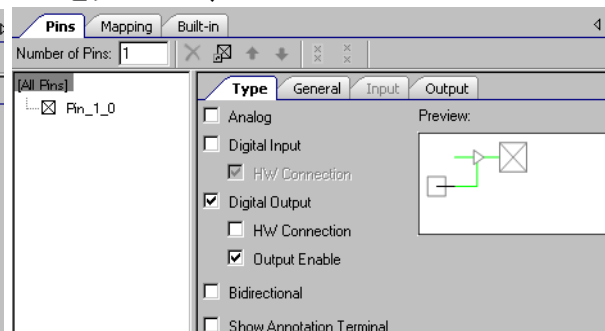 Pins Mapping Built-in
Number of Pins: 1
[All Pins]
Pin_1_0
Type General Input Output
Analog
Preview:
Digital Input
HW Connection
Digital Output
HW Connection
Output Enable
Bidirectional
Show Annotation Terminal